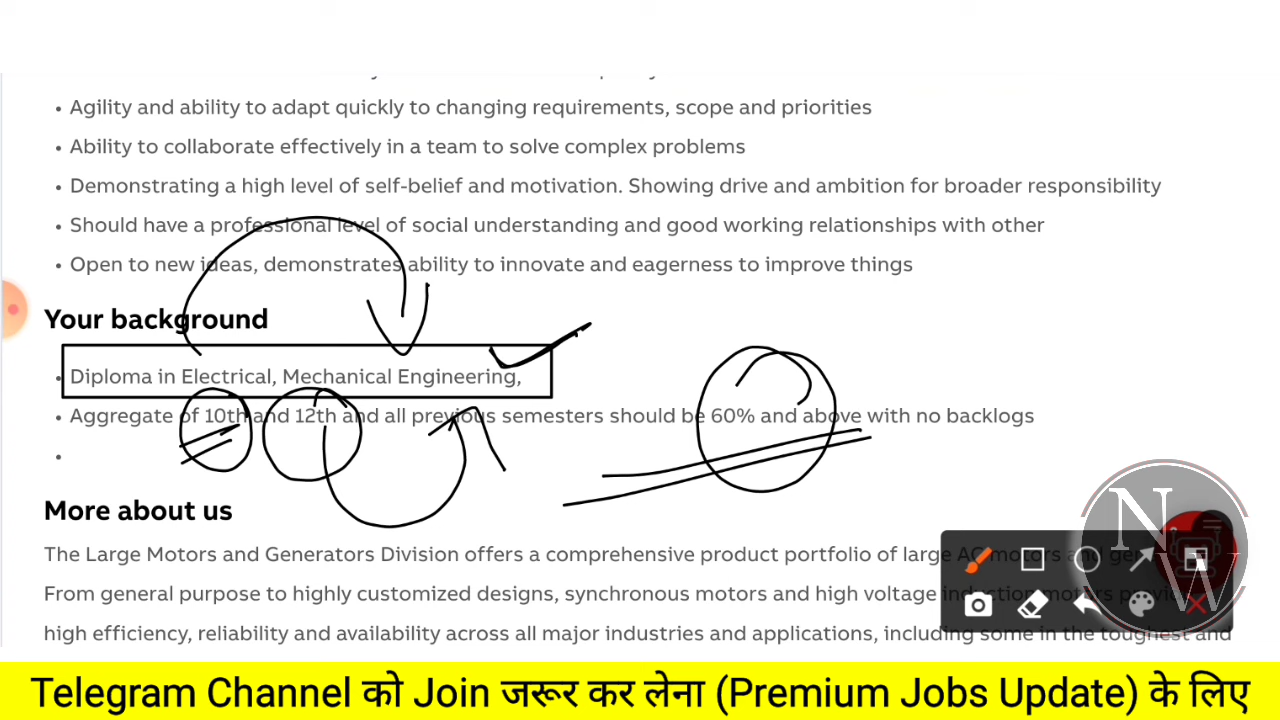 • Agility and ability to adapt quickly to changing requirements, scope and priorities
• Ability to collaborate effectively in a team to solve complex problems
• Demonstrating a high level of self-belief and motivation. Showing drive and ambition for broader responsibility
• Should have a professional level of social understanding and good working relationships with other
• Open to new ideas, demonstrates ability to innovate and eagerness to improve things
Your background
• Diploma in Electrical, Mechanical Engineering,
• Aggregate of 10th and 12th and all previous semesters should be 60% and above with no backlogs
•
More about us
The Large Motors and Generators Division offers a comprehensive product portfolio of large AC motors and
From general purpose to highly customized designs, synchronous motors and high voltage induction motors
high efficiency, reliability and availability across all major industries and applications, including some in the toughest and
N
W
Telegram Channel को Join जरूर कर लेना (Premium Jobs Update) के लिए